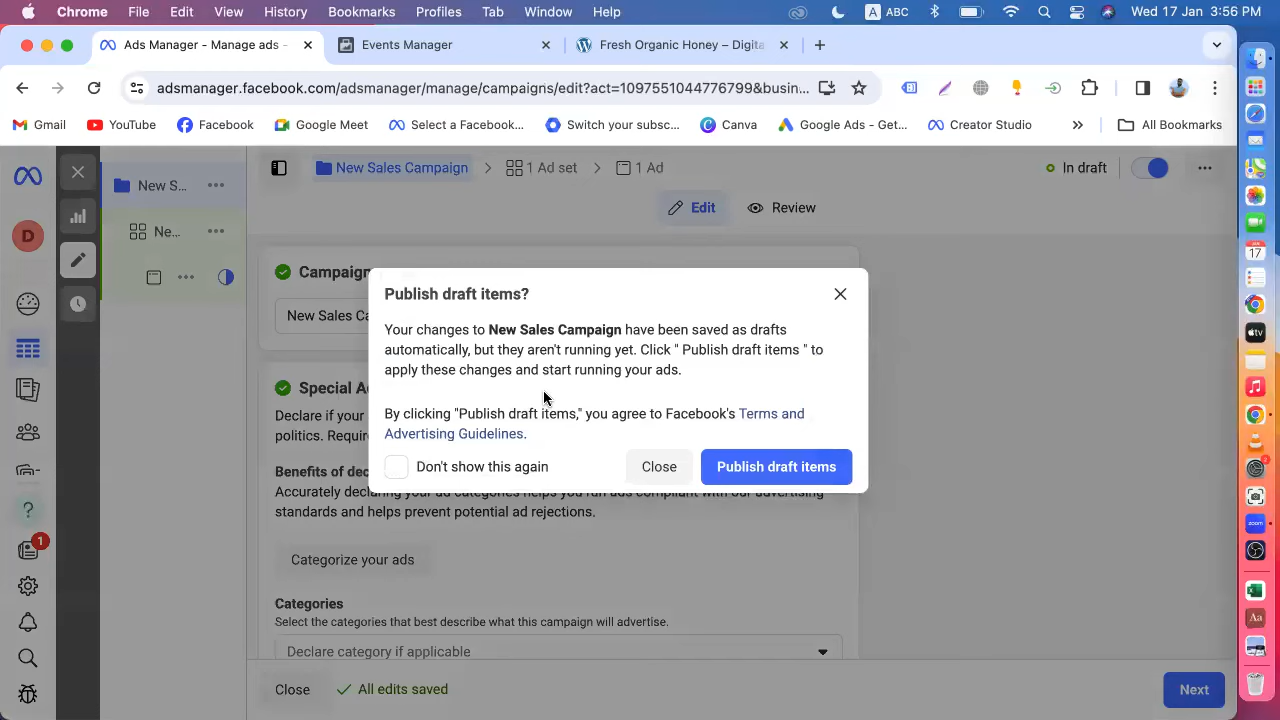 Chrome File Edit View History Bookmarks Profiles Tab Window Help A ABC Wed 17 Jan 3:56 PM
Ads Manager - Manage ads -
Events Manager
Fresh Organic Honey – Digita
adsmanager.facebook.com/adsmanager/manage/campaigns/edit?act=1097551044776799&busin...
Gmail YouTube Facebook Google Meet Select a Facebook... Switch your subsc... Canva Google Ads - Get... Creator Studio » All Bookmarks
New S...
New Sales Campaign
1 Ad set
1 Ad
In draft
Edit
Review
D
Ne...
Campaign
New Sales Ca
Special Ad
Declare if your
politics. Requir
Benefits of dec
Accurately declaring your ad categories helps you run ads compliant with our advertising
standards and helps prevent potential ad rejections.
Categorize your ads
Categories
Select the categories that best describe what this campaign will advertise.
Declare category if applicable
Publish draft items?
Your changes to New Sales Campaign have been saved as drafts
automatically, but they aren't running yet. Click " Publish draft items " to
apply these changes and start running your ads.
By clicking "Publish draft items," you agree to Facebook's Terms and
Advertising Guidelines.
Don't show this again
Close
Publish draft items
1
Close
All edits saved
Next
JAN
17
tv
zoom
2
Aa